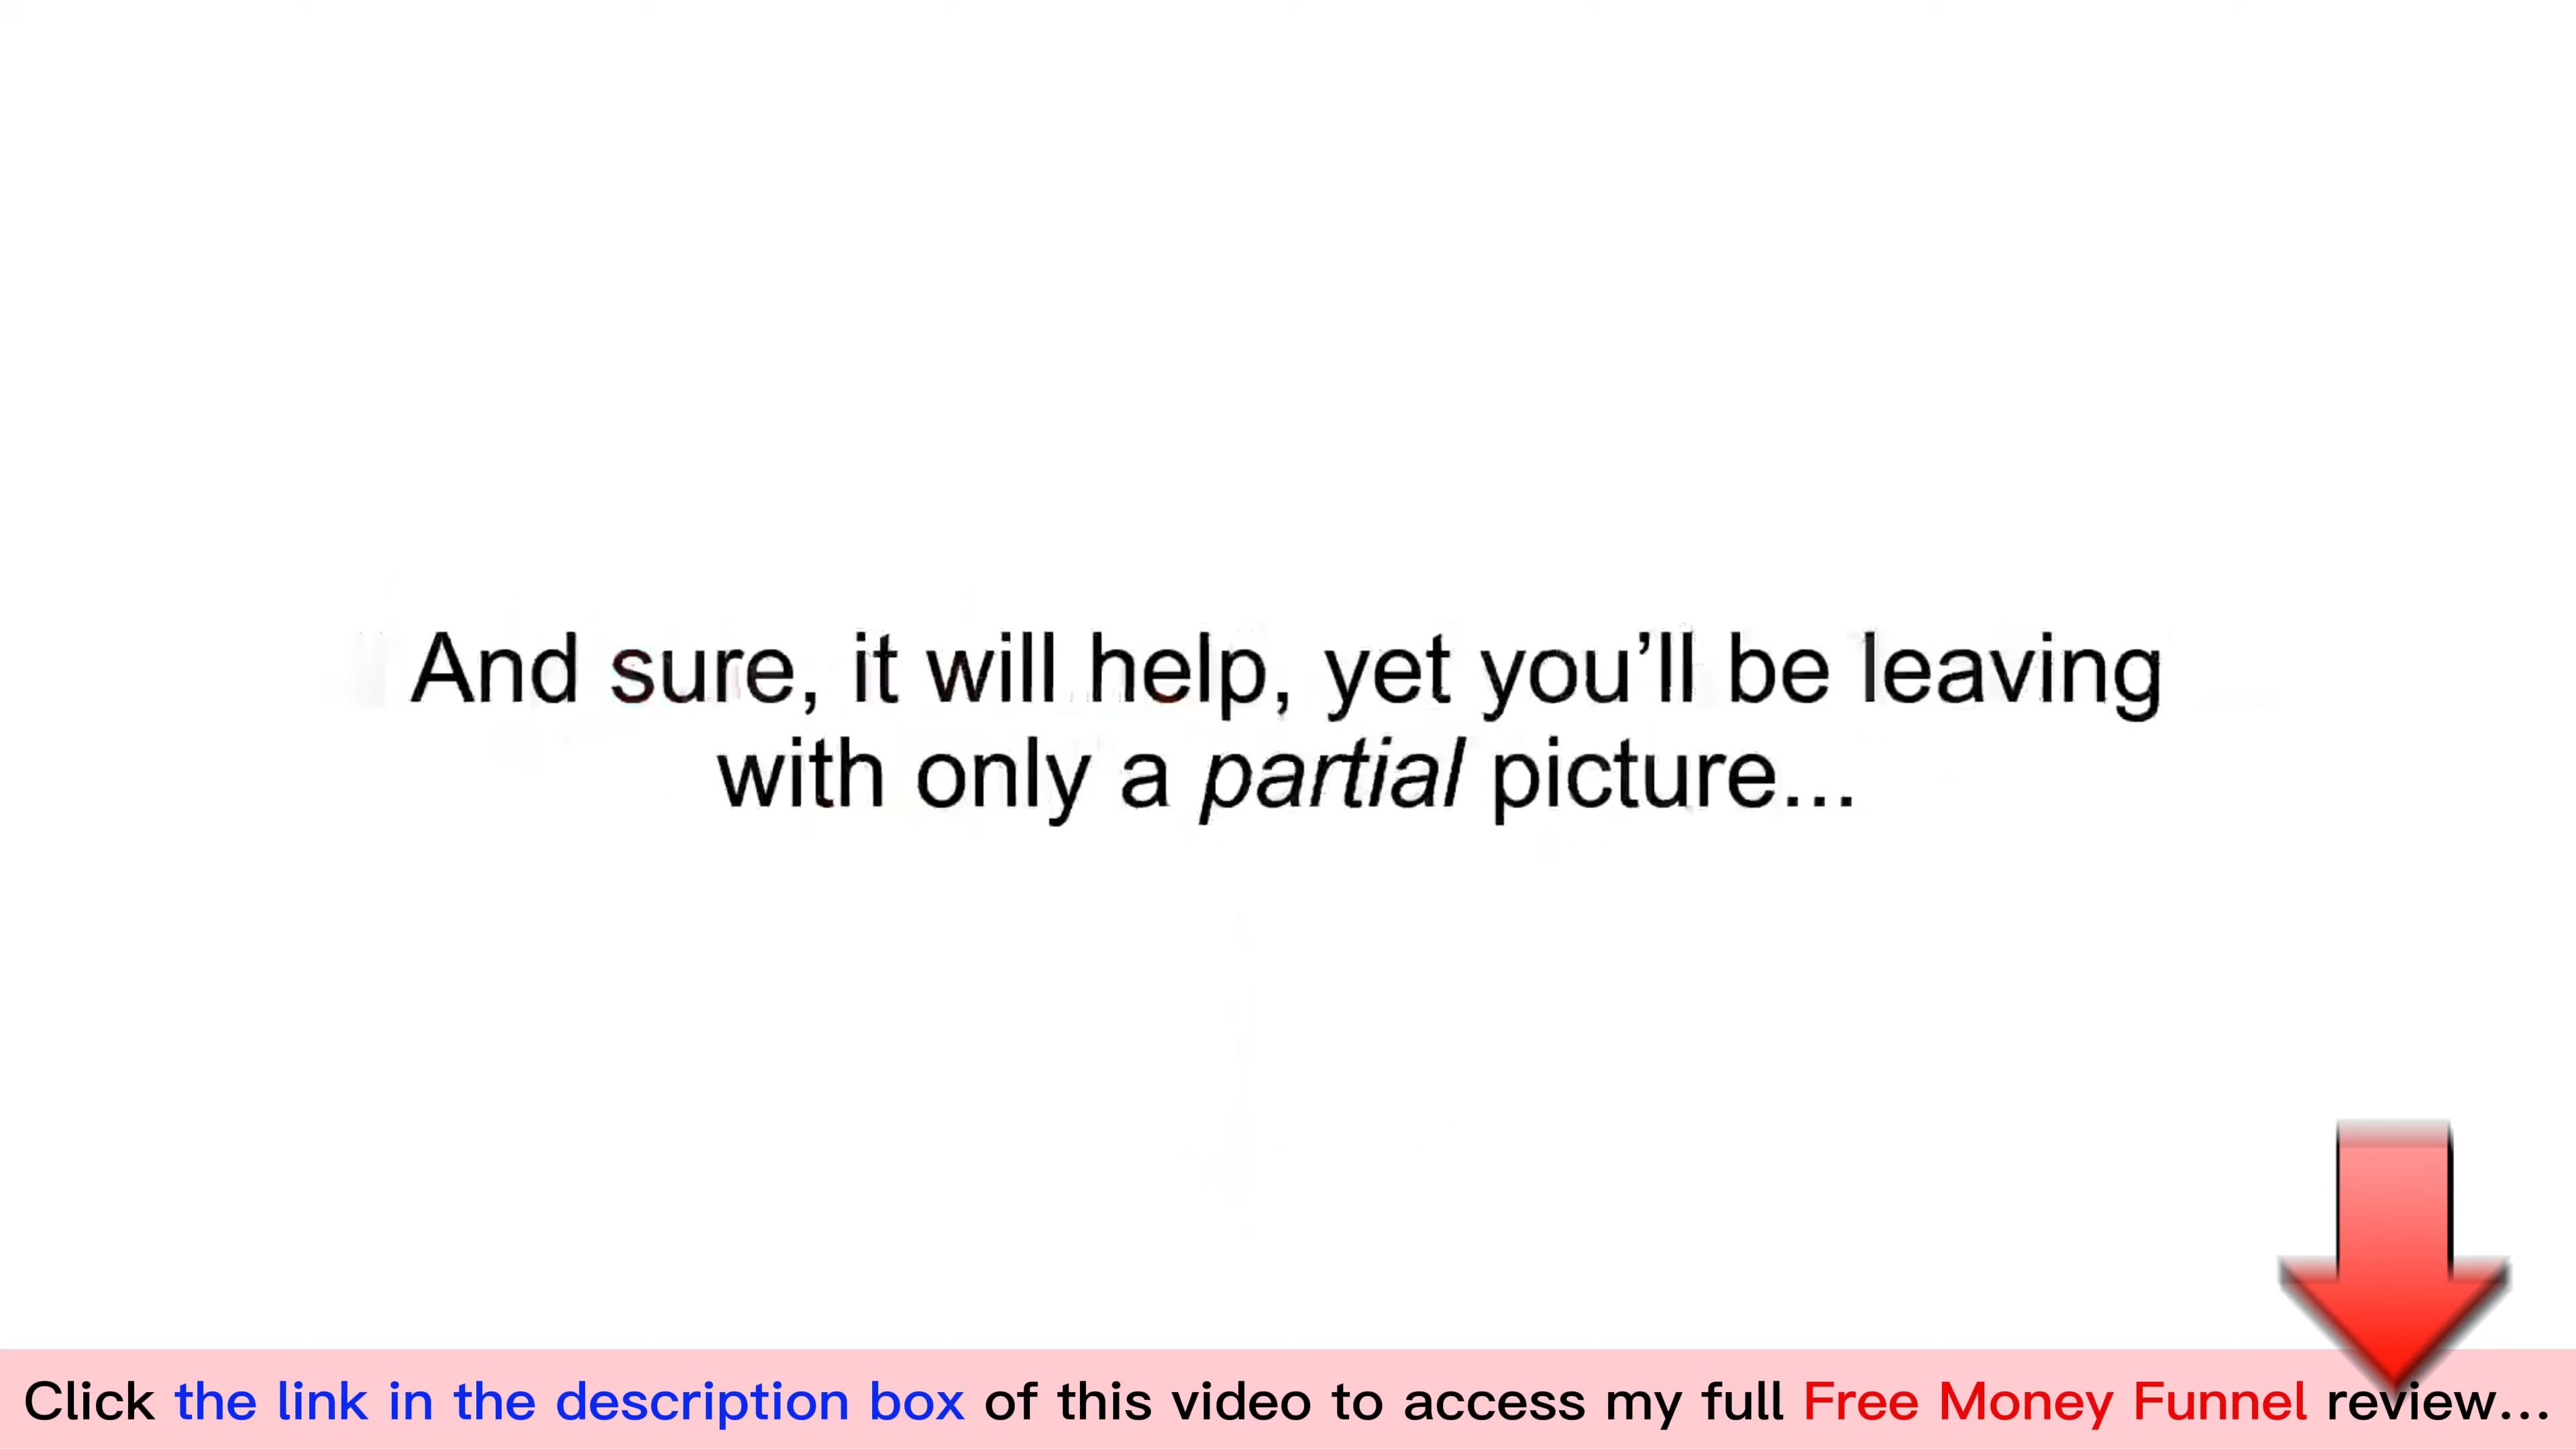 And sure, it will help, yet you’ll be leaving
with only a partial picture...
Click the link in the description box of this video to access my full Free Money Funnel review...